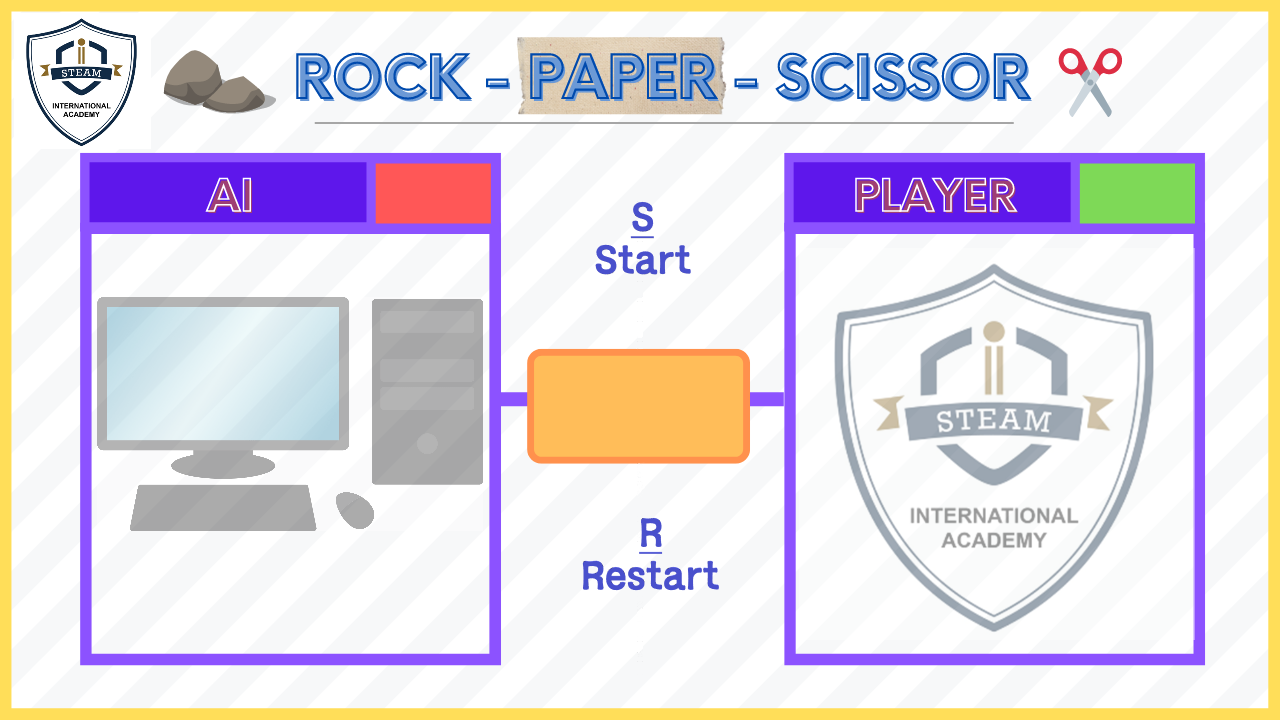 STEAM
INTERNATIONAL
ACADEMY
ROCK - PAPER - SCISSOR
AI
PLAYER
S
Start
R
Restart
STEAM
INTERNATIONAL
ACADEMY